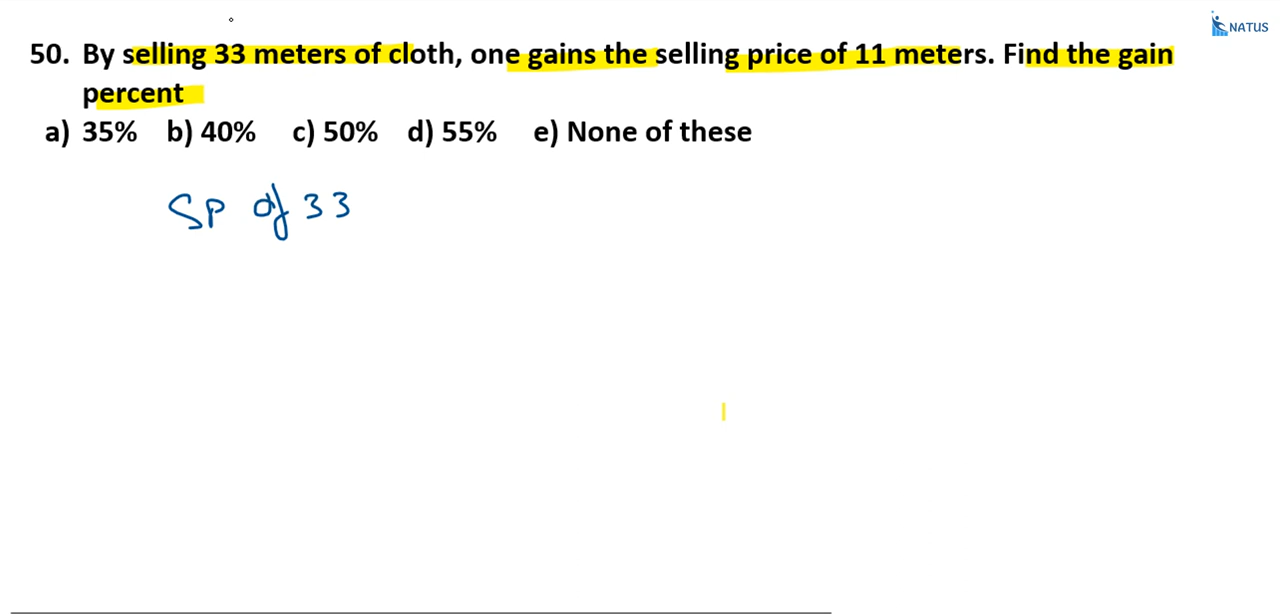 NATUS
50. By selling 33 meters of cloth, one gains the selling price of 11 meters. Find the gain
percent
a) 35% b) 40% c) 50% d) 55% e) None of these
SP of 33